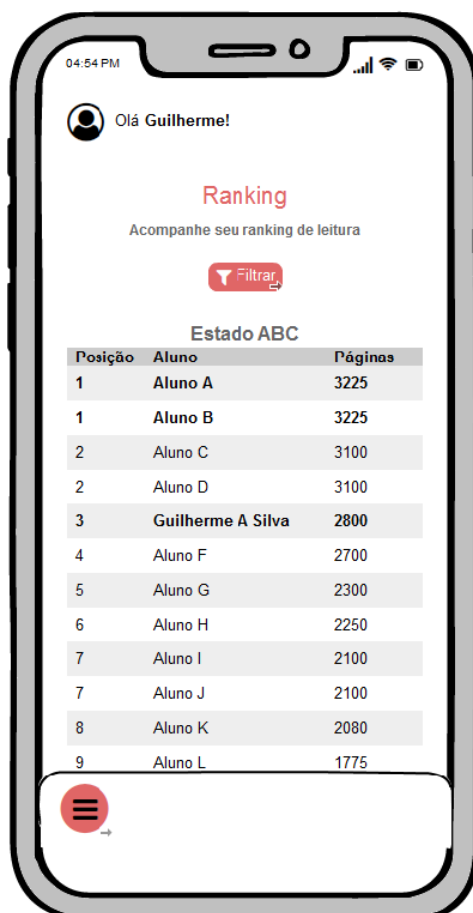 04:54 PM
Olá Guilherme!
Ranking
Acompanhe seu ranking de leitura
Filtrar
Estado ABC
Posição Aluno Páginas
1 Aluno A 3225
1 Aluno B 3225
2 Aluno C 3100
2 Aluno D 3100
3 Guilherme A Silva 2800
4 Aluno F 2700
5 Aluno G 2300
6 Aluno H 2250
7 Aluno I 2100
7 Aluno J 2100
8 Aluno K 2080
9 Aluno L 1775